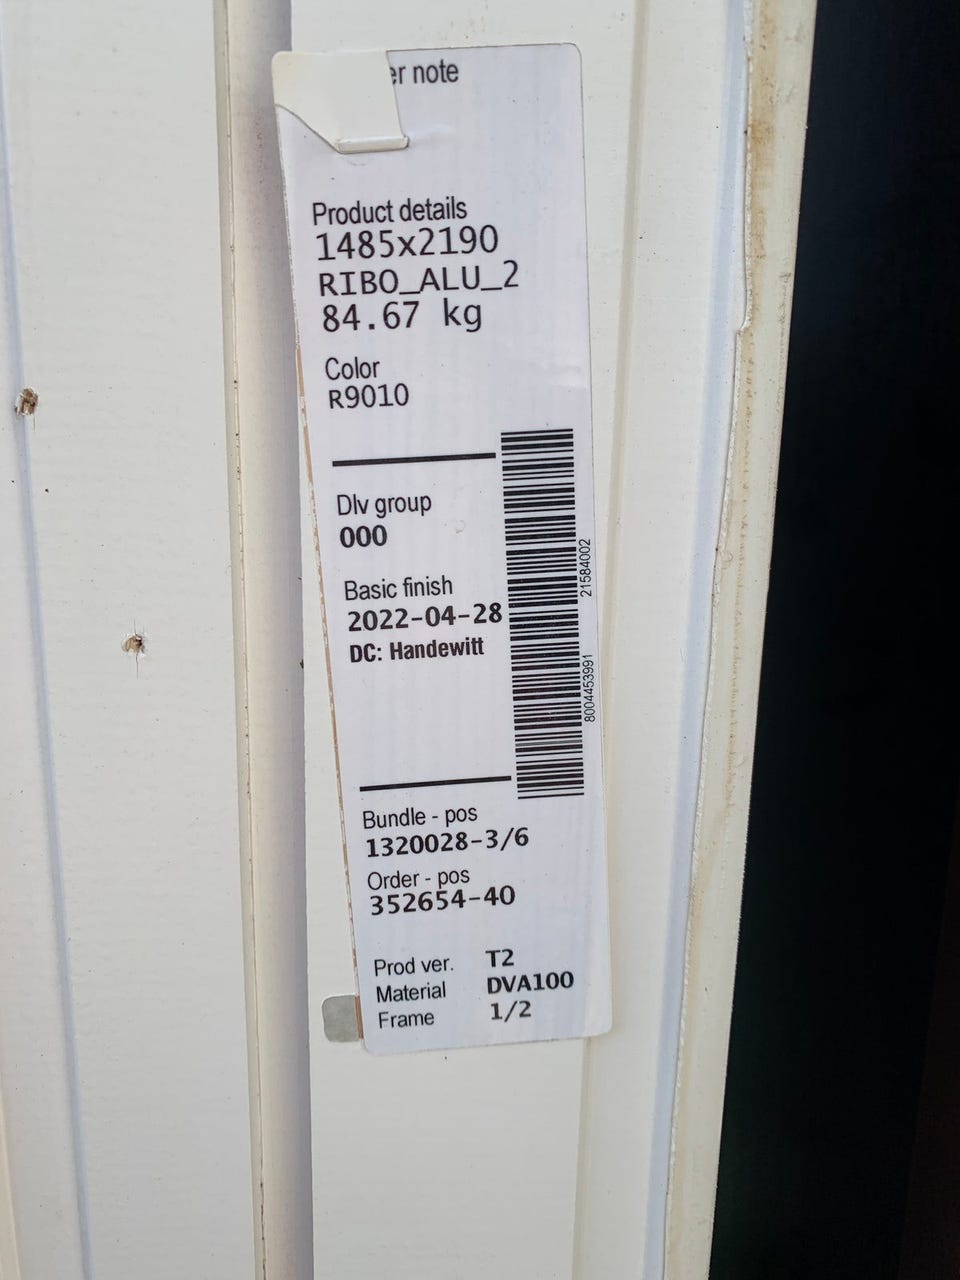 er note
Product details
1485x2190
RIBO_ALU_2
84.67 kg
Color
R9010
Dlv group
000
Basic finish
2022-04-28
DC: Handewitt
8004453991 21584002
Bundle - pos
1320028-3/6
Order - pos
352654-40
Prod ver. T2
Material DVA100
Frame 1/2